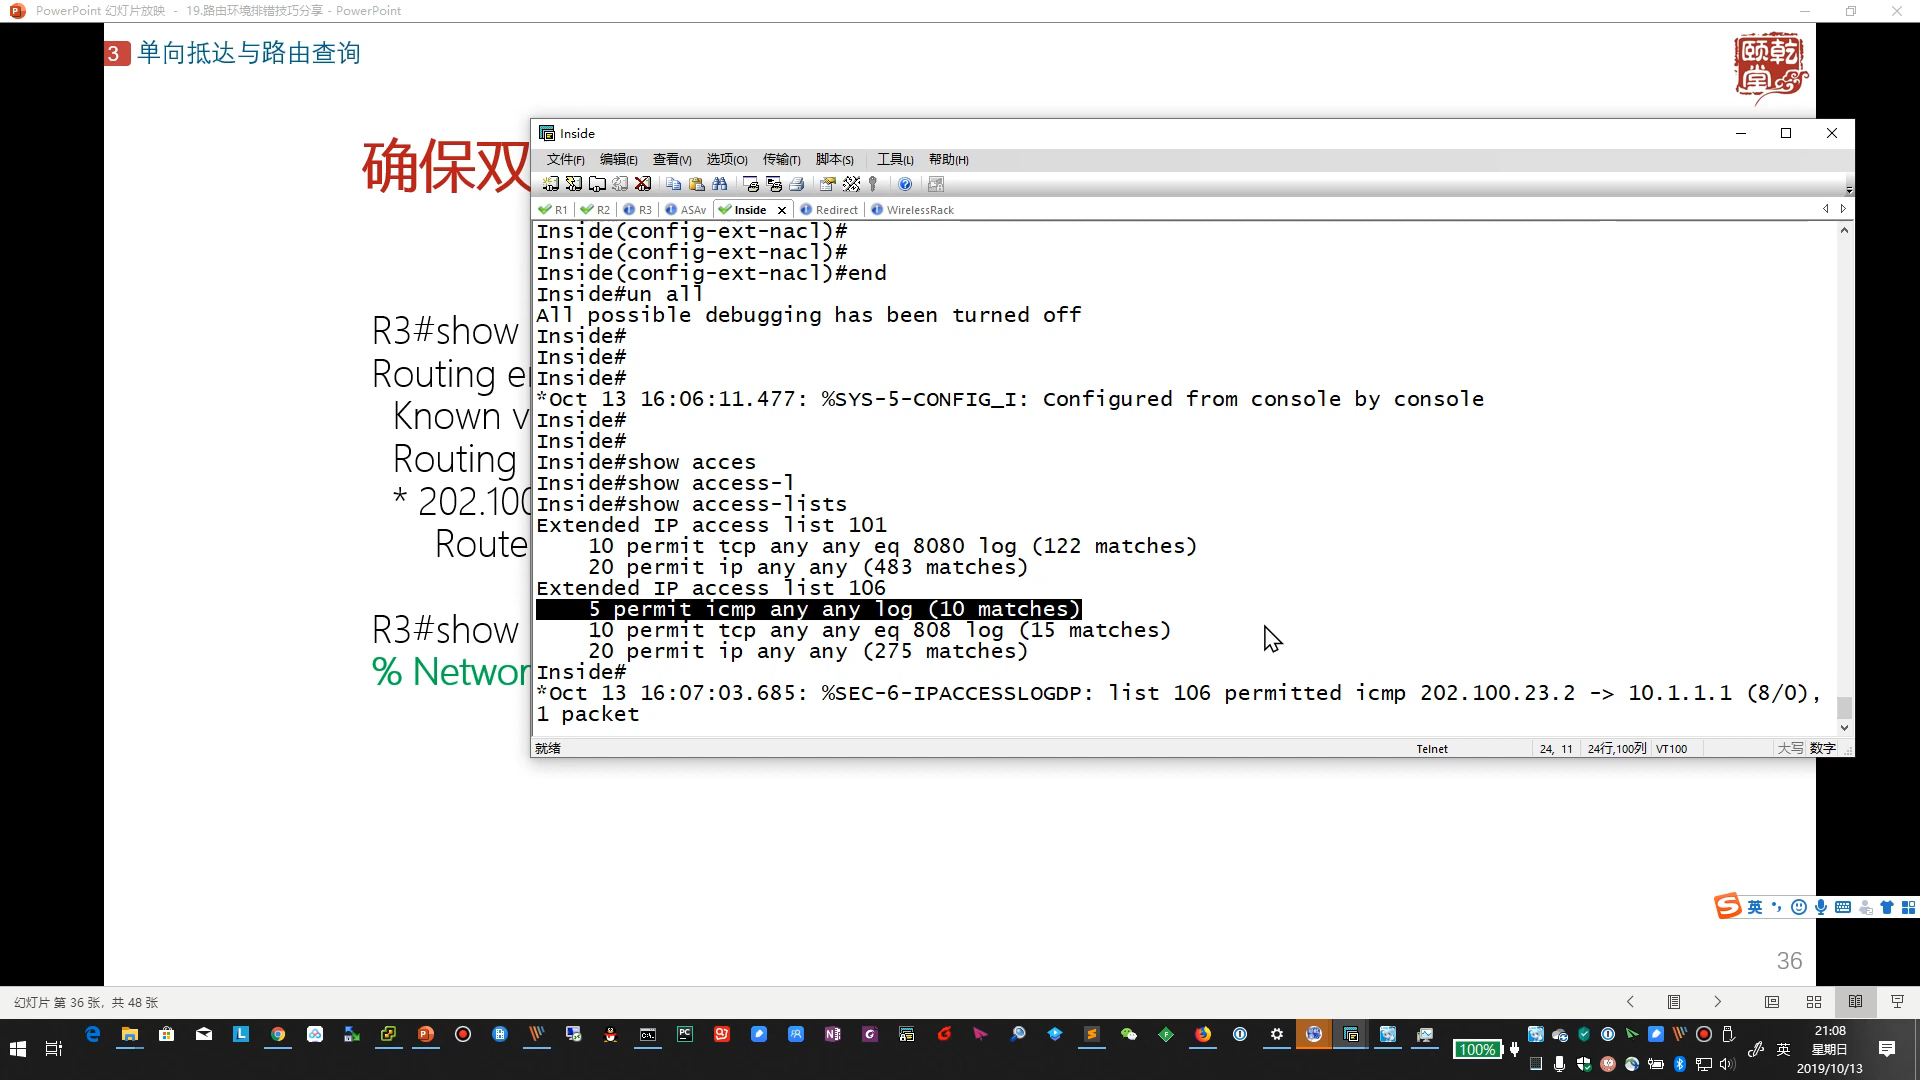 PowerPoint 幻灯片放映 - 19.路由环境排错技巧分享 - PowerPoint
3 单向抵达与路由查询
乾颐堂
确保双
R3#show
Known v
Routing
* 202.100
Route
R3#show
Inside
文件(F) 编辑(E) 查看(V) 选项(O) 传输(T) 脚本(S) 工具(L) 帮助(H)
R1 R2 R3 ASAv Inside Redirect WirelessRack
Inside(config-ext-nacl)#
Inside(config-ext-nacl)#
Inside(config-ext-nacl)#end
Inside#un all
All possible debugging has been turned off
Inside#
Inside#
Inside#
*Oct 13 16:06:11.477: %SYS-5-CONFIG_I: Configured from console by console
Inside#
Inside#
Inside#show acces
Inside#show access-l
Inside#show access-lists
Extended IP access list 101
10 permit tcp any any eq 8080 log (122 matches)
20 permit ip any any (483 matches)
Extended IP access list 106
5 permit icmp any any log (10 matches)
10 permit tcp any any eq 808 log (15 matches)
20 permit ip any any (275 matches)
Inside#
*Oct 13 16:07:03.685: %SEC-6-IPACCESSLOGDP: list 106 permitted icmp 202.100.23.2 -> 10.1.1.1 (8/0),
1 packet
就绪 Telnet 24, 11 24行,100列 VT100 大写 数字
英
36
幻灯片 第 36 张，共 48 张
100%
英
21:08
星期日
2019/10/13